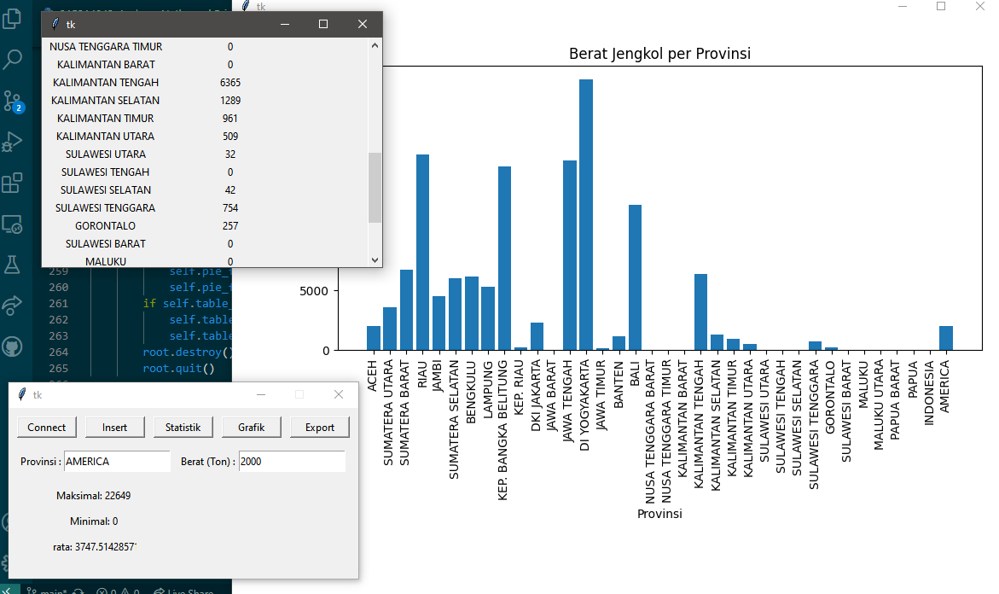 tk
tk
NUSA TENGGARA TIMUR 0
KALIMANTAN BARAT 0
KALIMANTAN TENGAH 6365
KALIMANTAN SELATAN 1289
KALIMANTAN TIMUR 961
KALIMANTAN UTARA 509
SULAWESI UTARA 32
SULAWESI TENGAH 0
SULAWESI SELATAN 42
SULAWESI TENGGARA 754
GORONTALO 257
SULAWESI BARAT 0
MALUKU 0
2
Berat Jengkol per Provinsi
5000
0
ACEH
SUMATERA UTARA
SUMATERA BARAT
RIAU
JAMBI
SUMATERA SELATAN
BENGKULU
LAMPUNG
KEP. BANGKA BELITUNG
KEP. RIAU
DKI JAKARTA
JAWA BARAT
JAWA TENGAH
DI YOGYAKARTA
JAWA TIMUR
BANTEN
BALI
NUSA TENGGARA BARAT
NUSA TENGGARA TIMUR
KALIMANTAN BARAT
KALIMANTAN TENGAH
KALIMANTAN SELATAN
KALIMANTAN TIMUR
KALIMANTAN UTARA
SULAWESI UTARA
SULAWESI TENGAH
SULAWESI SELATAN
SULAWESI TENGGARA
GORONTALO
SULAWESI BARAT
MALUKU
MALUKU UTARA
PAPUA BARAT
PAPUA
INDONESIA
AMERICA
Provinsi
259 self.pie_
260 self.pie_
261 if self.table_
262 self.table
263 self.table
264 root.destroy()
265 root.quit()
tk
Connect Insert Statistik Grafik Export
Provinsi : AMERICA Berat (Ton) : 2000
Maksimal: 22649
Minimal: 0
rata: 3747.514285
main* 0 0 Live Share